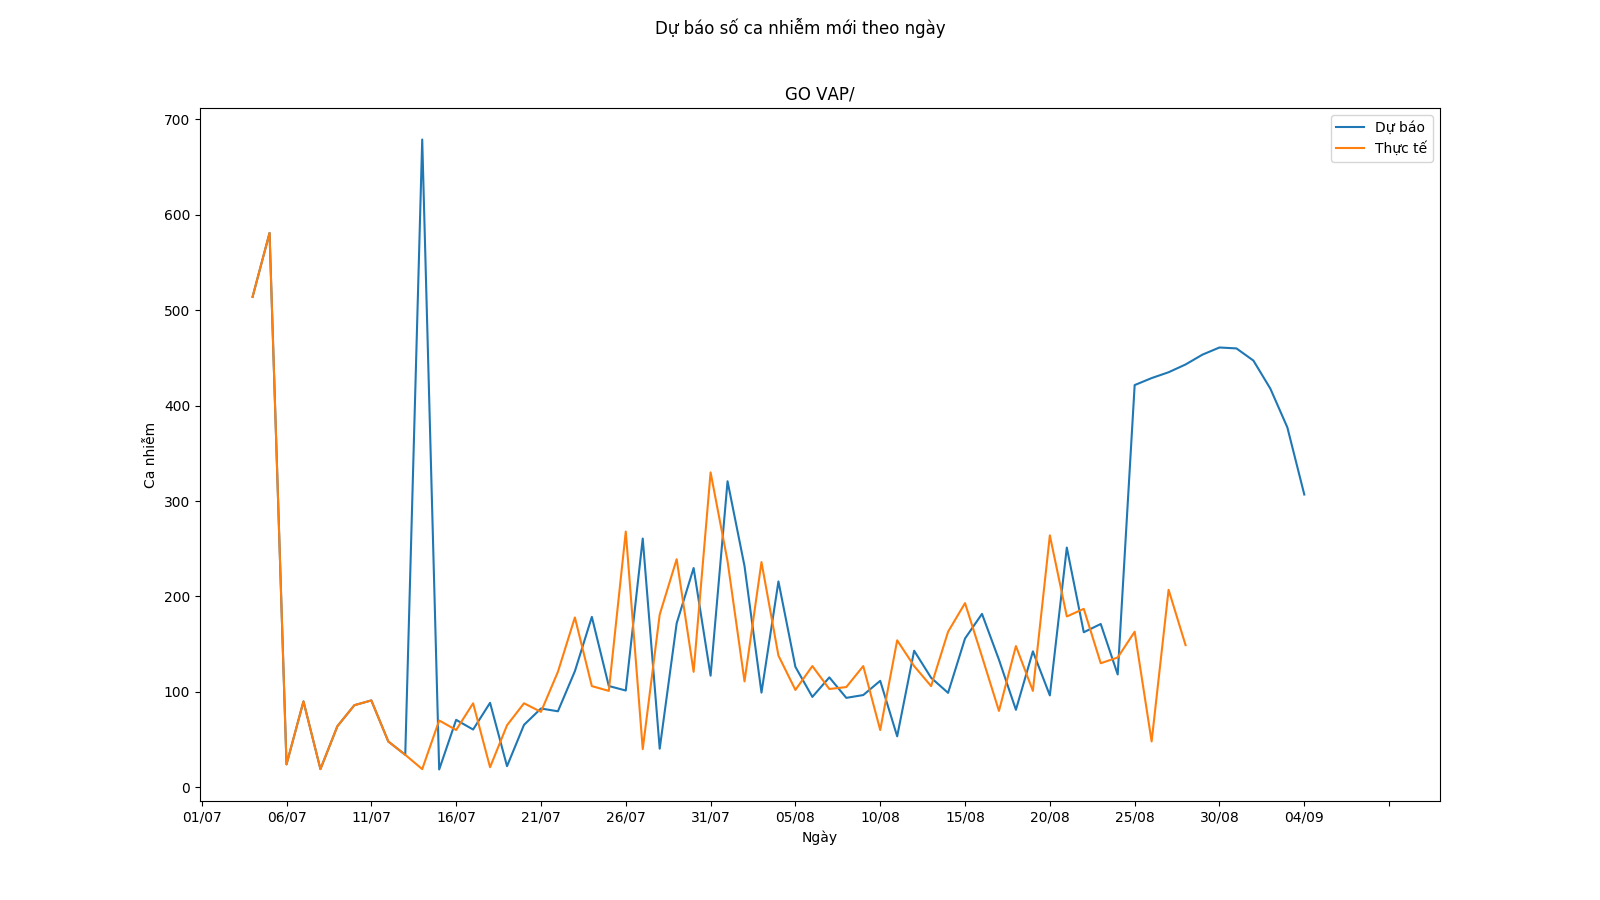 Dự báo số ca nhiễm mới theo ngày
GO VAP/
Dự báo
Thực tế
Ca nhiễm
700
600
500
400
300
200
100
0
01/07 06/07 11/07 16/07 21/07 26/07 31/07 05/08 10/08 15/08 20/08 25/08 30/08 04/09
Ngày